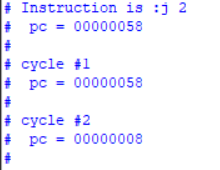 # Instruction is :j 2
#  pc = 00000058
#
# cycle #1
#  pc = 00000058
#
# cycle #2
#  pc = 00000008
#